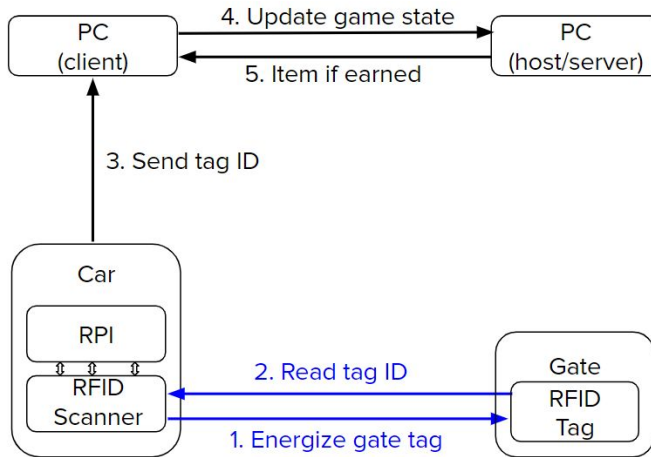 4. Update game state
PC
(client)
PC
(host/server)
5. Item if earned
3. Send tag ID
Car
RPI
RFID
Scanner
2. Read tag ID
Gate
RFID
Tag
1. Energize gate tag